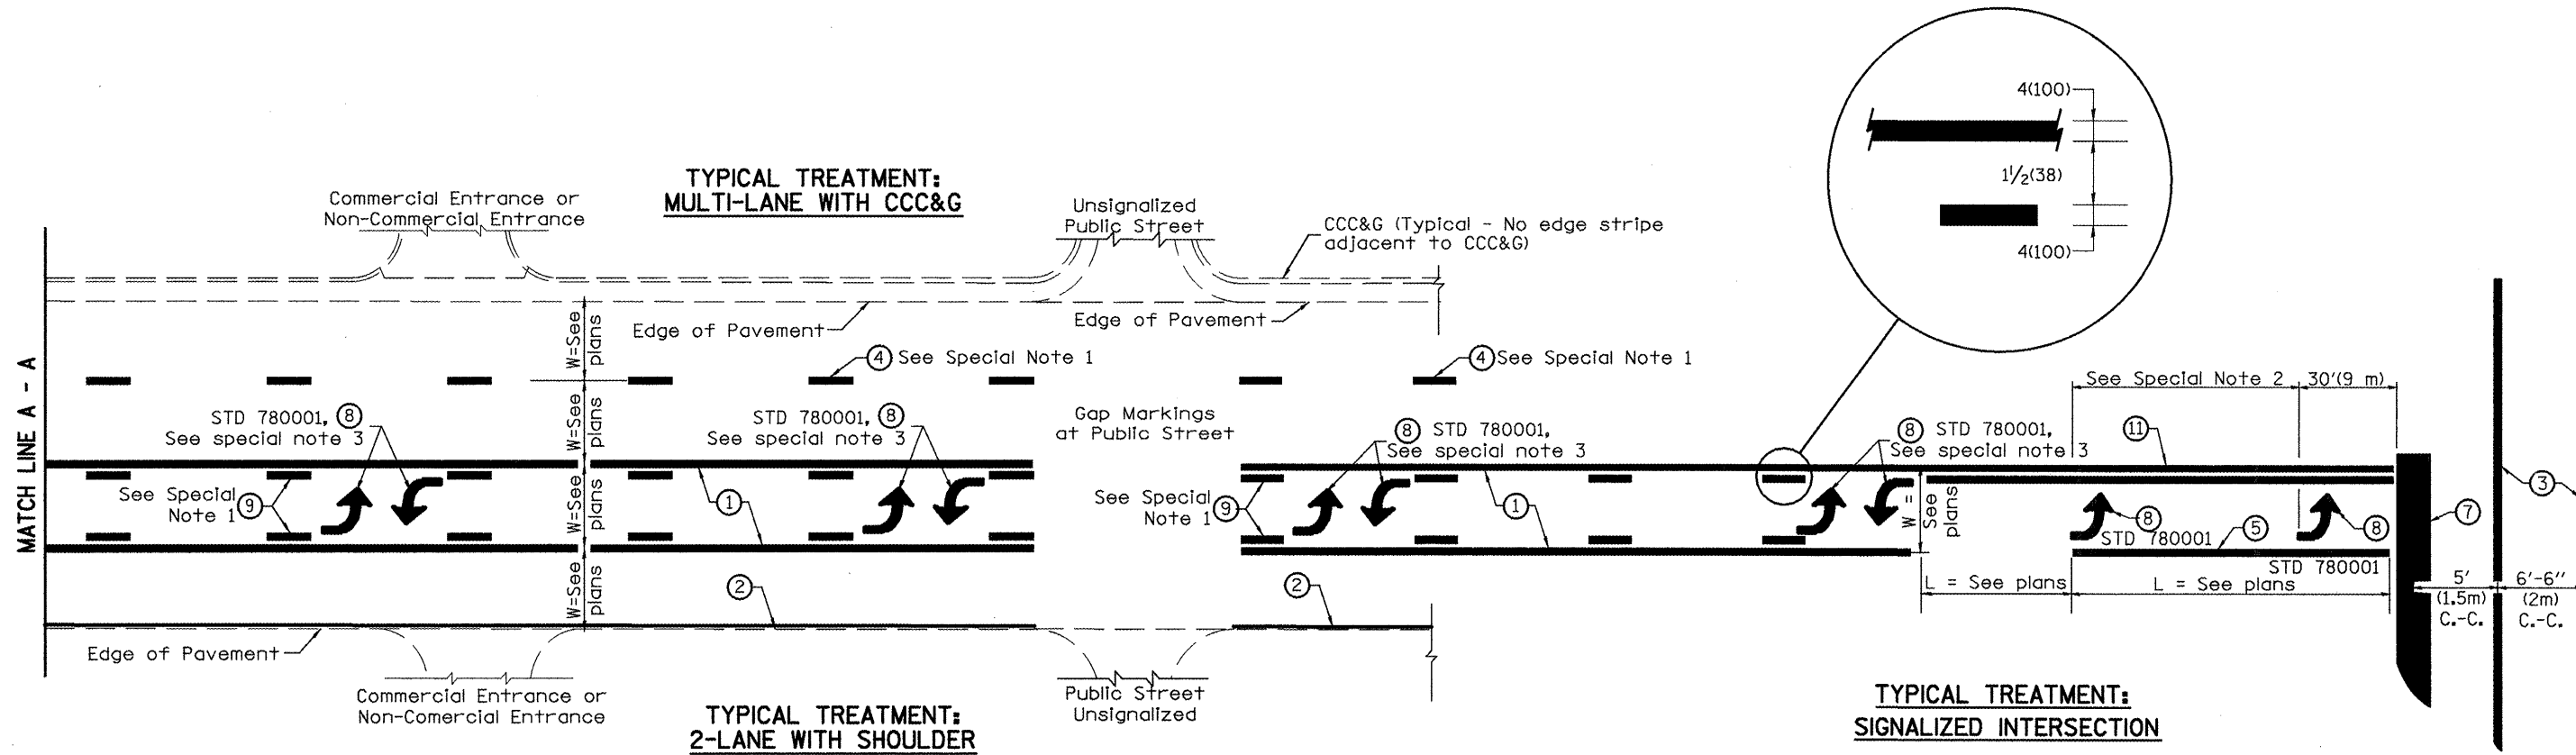 4(100)
1 1/2(38)
4(100)
TYPICAL TREATMENT:
MULTI-LANE WITH CCC&G
Commercial Entrance or
Non-Commercial Entrance
Unsignalized
Public Street
CCC&G (Typical - No edge stripe
adjacent to CCC&G)
Edge of Pavement
Edge of Pavement
MATCH LINE A - A
W=See
plans
W=See
plans
W=See
plans
W=See
plans
4 See Special Note 1
4 See Special Note 1
STD 780001, 8
See special note 3
STD 780001, 8
See special note 3
Gap Markings
at Public Street
8 STD 780001,
See special note 3
8 STD 780001,
See special note 3
See Special Note 2
30'(9 m)
11
See Special
Note 1 9
1
See Special
Note 1 9
1
W =
See
plans
8
STD 780001
5
8
STD 780001
7
3
L = See plans
L = See plans
5'
(1.5m)
C.-C.
6'-6"
(2m)
C.-C.
2
2
Edge of Pavement
Commercial Entrance or
Non-Comercial Entrance
Public Street
Unsignalized
TYPICAL TREATMENT:
2-LANE WITH SHOULDER
TYPICAL TREATMENT:
SIGNALIZED INTERSECTION